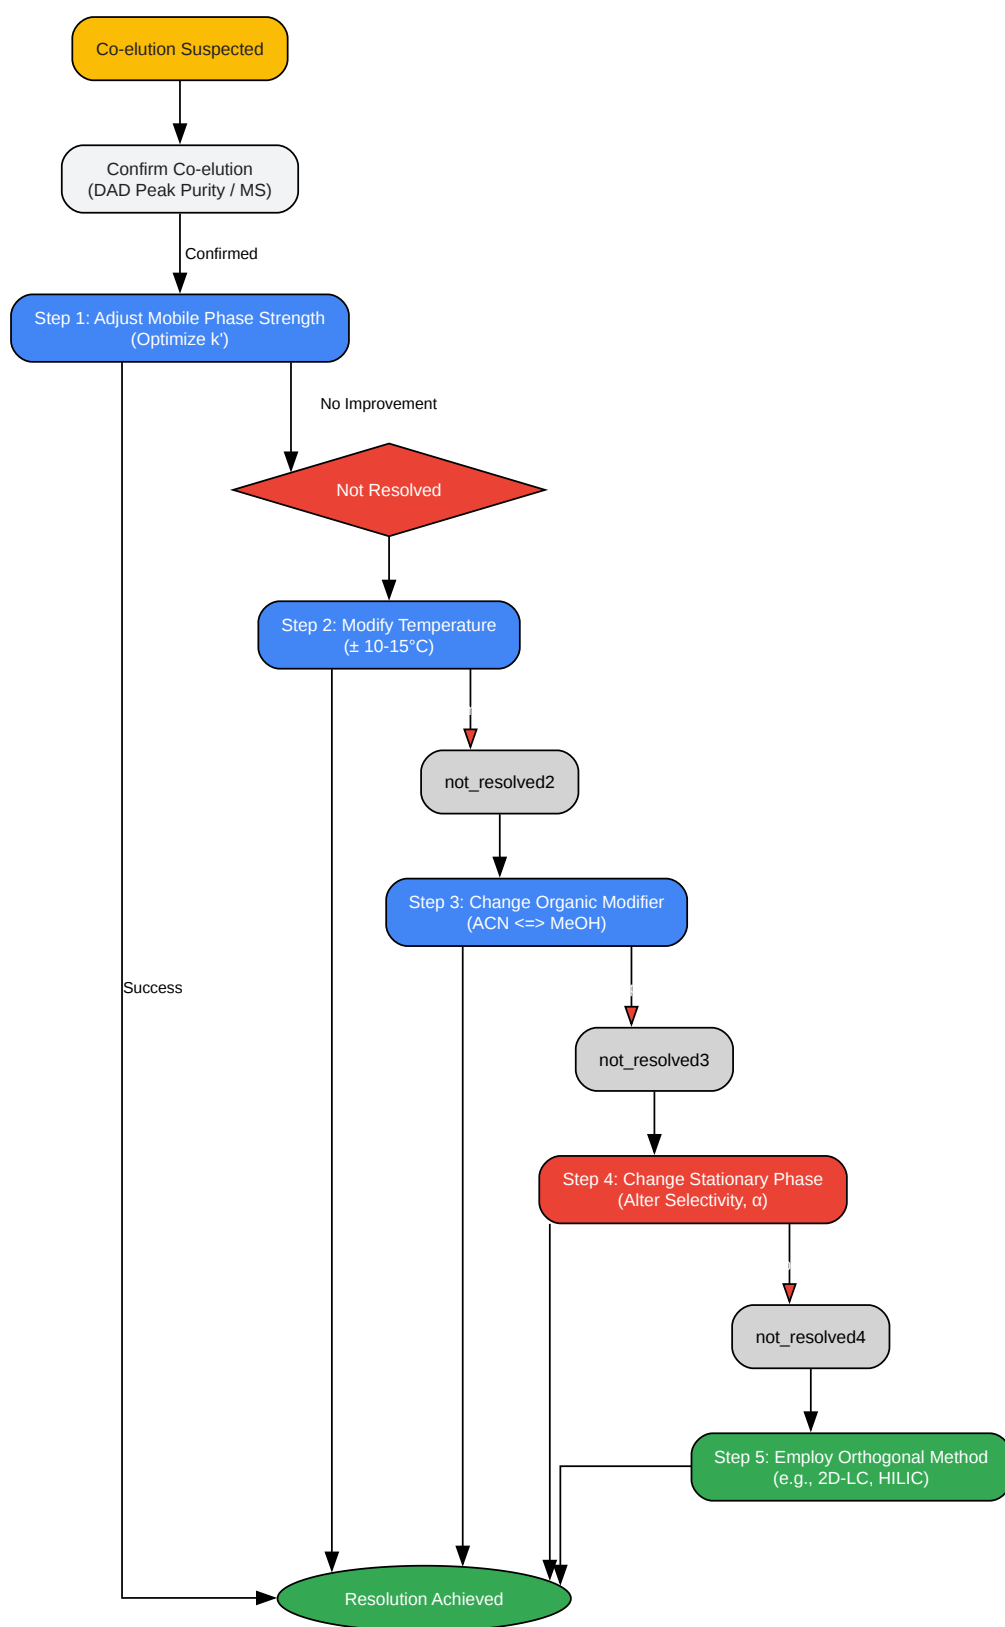 Co-elution Suspected
Confirm Co-elution
(DAD Peak Purity / MS)
Confirmed
Step 1: Adjust Mobile Phase Strength
(Optimize k')
No Improvement
Not Resolved
Step 2: Modify Temperature
(± 10-15°C)
not_resolved2
Step 3: Change Organic Modifier
(ACN <=> MeOH)
Success
not_resolved3
Step 4: Change Stationary Phase
(Alter Selectivity, α)
not_resolved4
Step 5: Employ Orthogonal Method
(e.g., 2D-LC, HILIC)
Resolution Achieved